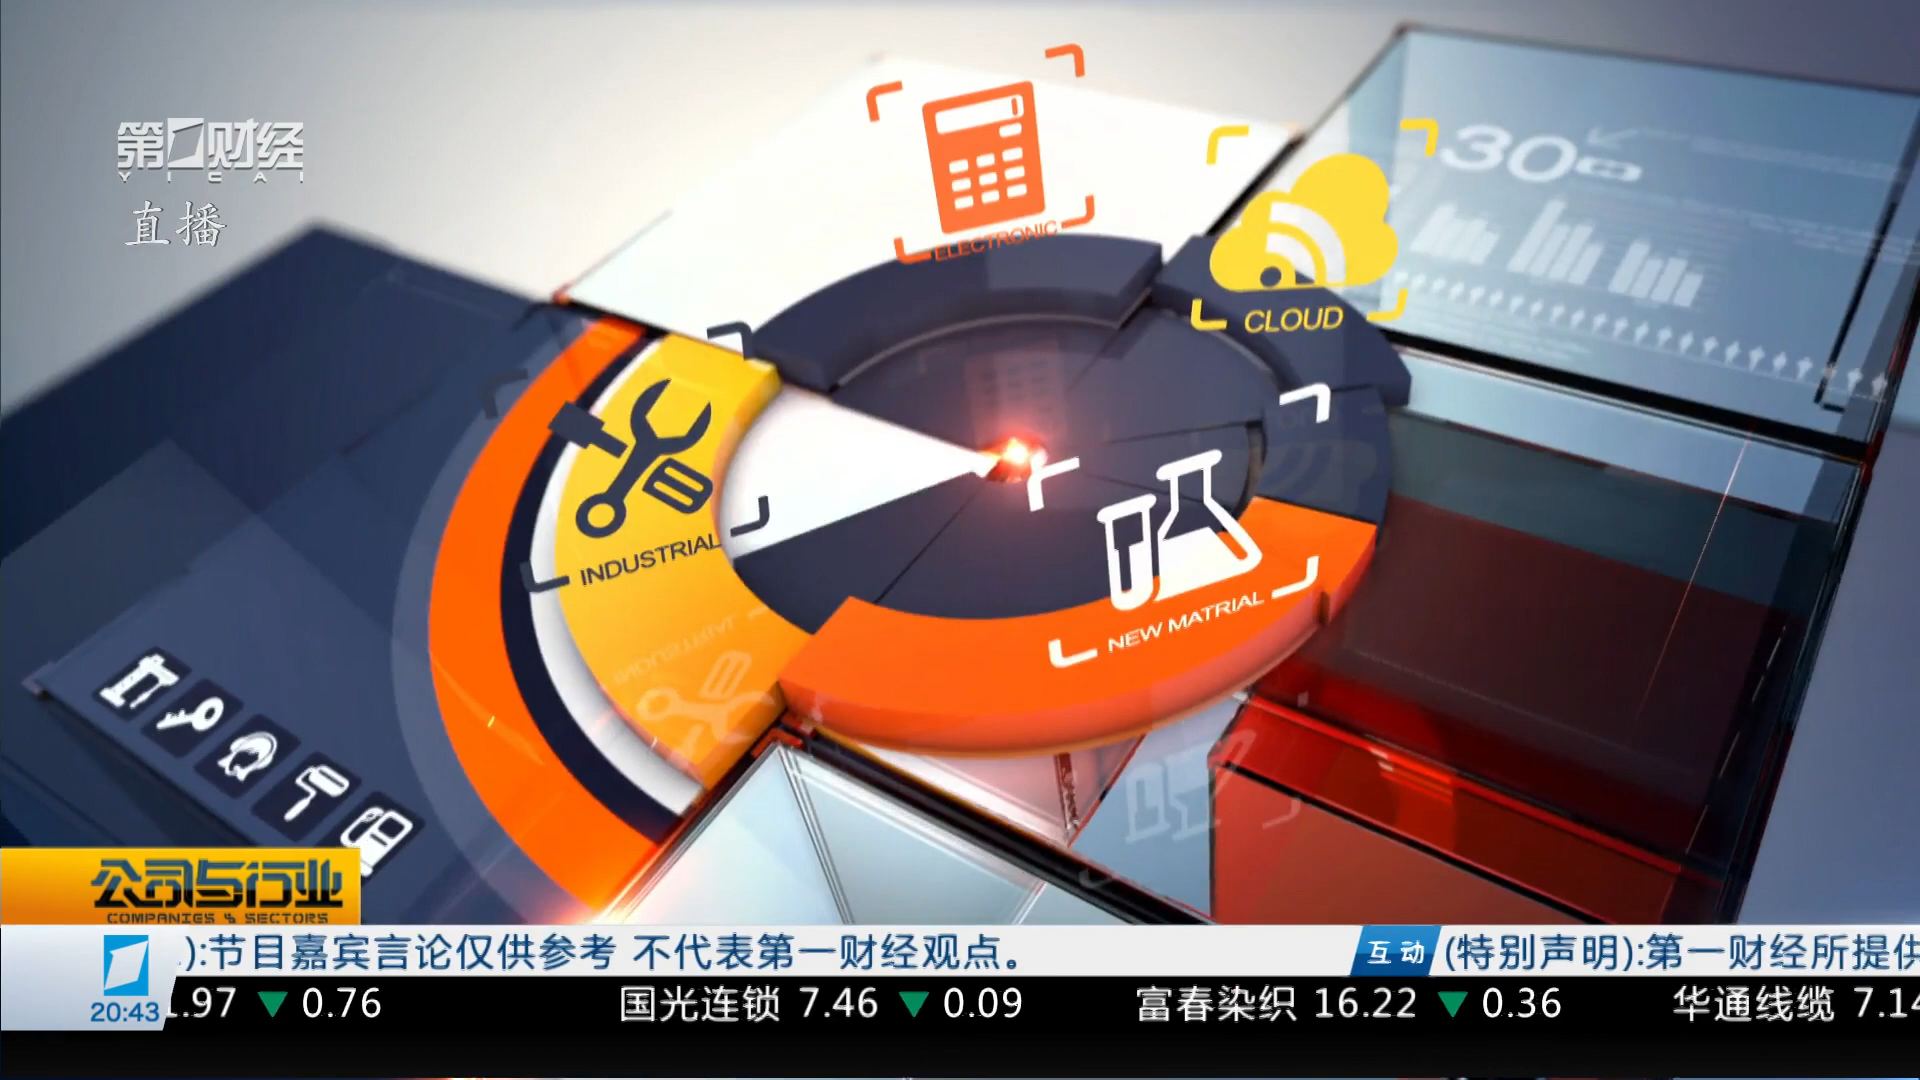 第一财经
YICAI
直播
ELECTRONIC
CLOUD
30
INDUSTRIAL
NEW MATRIAL
公司与行业
COMPANIES & SECTORS
):节目嘉宾言论仅供参考 不代表第一财经观点。 互动 (特别声明):第一财经所提供
20:43
1.97 ▼ 0.76 国光连锁 7.46 ▼ 0.09 富春染织 16.22 ▼ 0.36 华通线缆 7.14